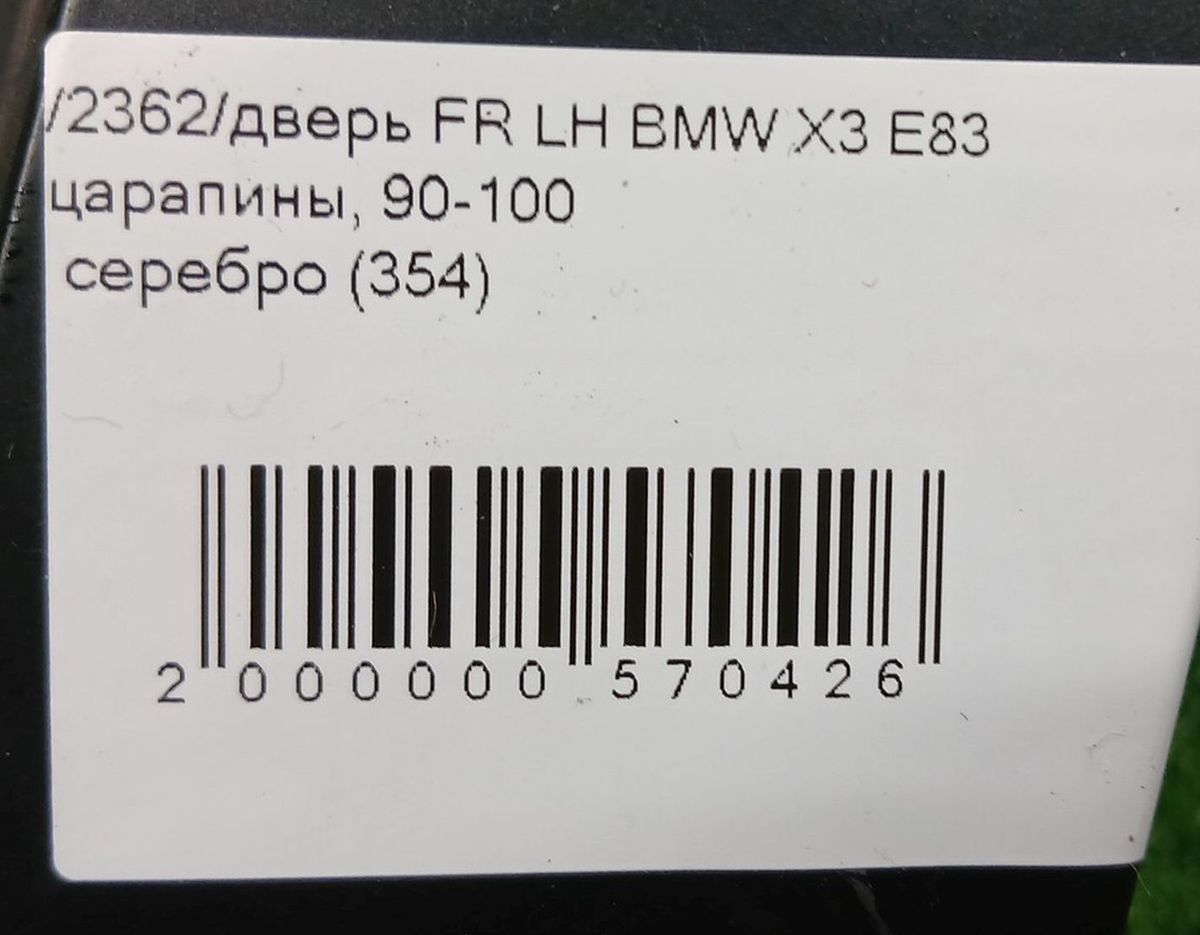 /2362/дверь FR LH BMW X3 E83
царапины, 90-100
серебро (354)
2 000000 570426